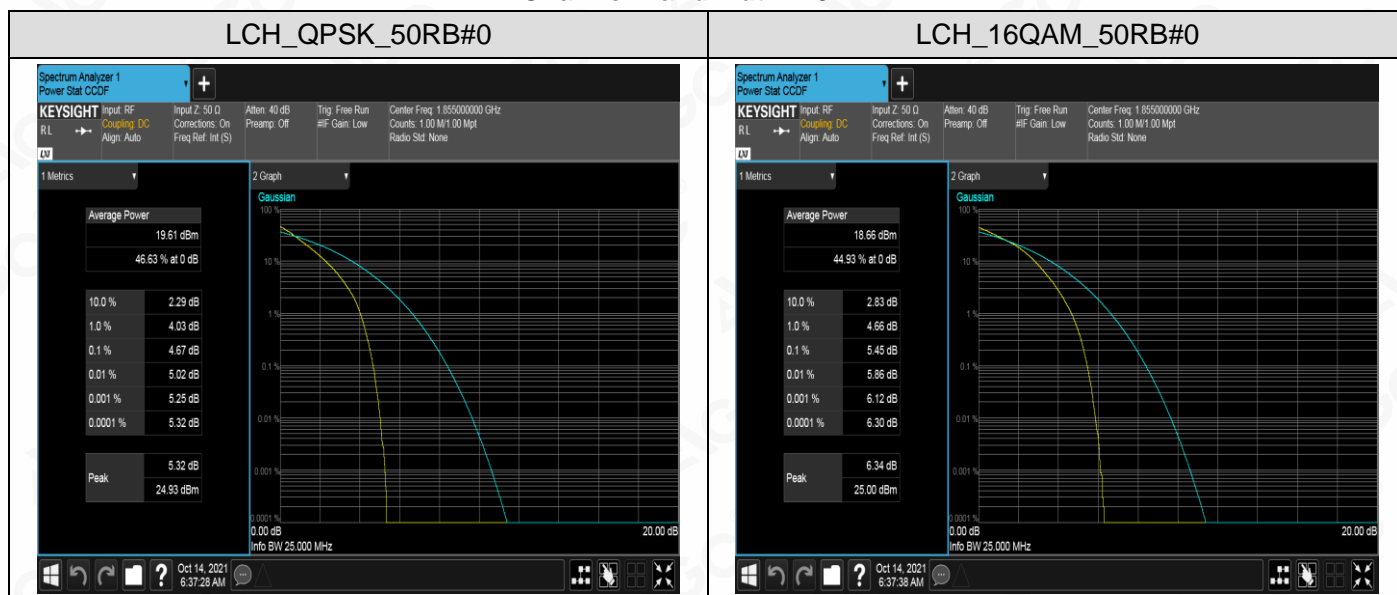 LCH_QPSK_50RB#0
Spectrum Analyzer 1
Power Stat CCDF
KEYSIGHT
Input: RF
Coupling: DC
Align: Auto
Input Z: 50 Ω
Corrections: On
Freq Ref: Int (S)
Atten: 40 dB
Preamp: Off
Trig: Free Run
#IF Gain: Low
Center Freq: 1.855000000 GHz
Counts: 1.00 M/1.00 Mpt
Radio Std: None
RL
LXI
1 Metrics
Average Power
19.61 dBm
46.63 % at 0 dB
10.0 % 2.29 dB
1.0 % 4.03 dB
0.1 % 4.67 dB
0.01 % 5.02 dB
0.001 % 5.25 dB
0.0001 % 5.32 dB
Peak
5.32 dB
24.93 dBm
2 Graph
Gaussian
100 %
10 %
1 %
0.1 %
0.01 %
0.001 %
0.0001 %
0.00 dB
20.00 dB
Info BW 25.000 MHz
?
Oct 14, 2021
6:37:28 AM
LCH_16QAM_50RB#0
Spectrum Analyzer 1
Power Stat CCDF
KEYSIGHT
Input: RF
Coupling: DC
Align: Auto
Input Z: 50 Ω
Corrections: On
Freq Ref: Int (S)
Atten: 40 dB
Preamp: Off
Trig: Free Run
#IF Gain: Low
Center Freq: 1.855000000 GHz
Counts: 1.00 M/1.00 Mpt
Radio Std: None
RL
LXI
1 Metrics
Average Power
18.66 dBm
44.93 % at 0 dB
10.0 % 2.83 dB
1.0 % 4.66 dB
0.1 % 5.45 dB
0.01 % 5.86 dB
0.001 % 6.12 dB
0.0001 % 6.30 dB
Peak
6.34 dB
25.00 dBm
2 Graph
Gaussian
100 %
10 %
1 %
0.1 %
0.01 %
0.001 %
0.0001 %
0.00 dB
20.00 dB
Info BW 25.000 MHz
?
Oct 14, 2021
6:37:38 AM